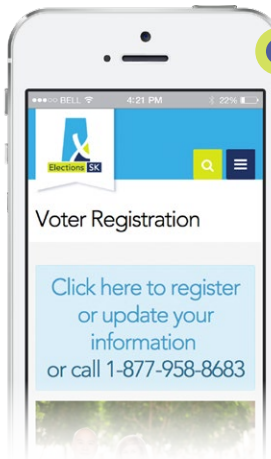 BELL 4:21 PM 22%
Elections SK
Voter Registration
Click here to register
or update your
information
or call 1-877-958-8683